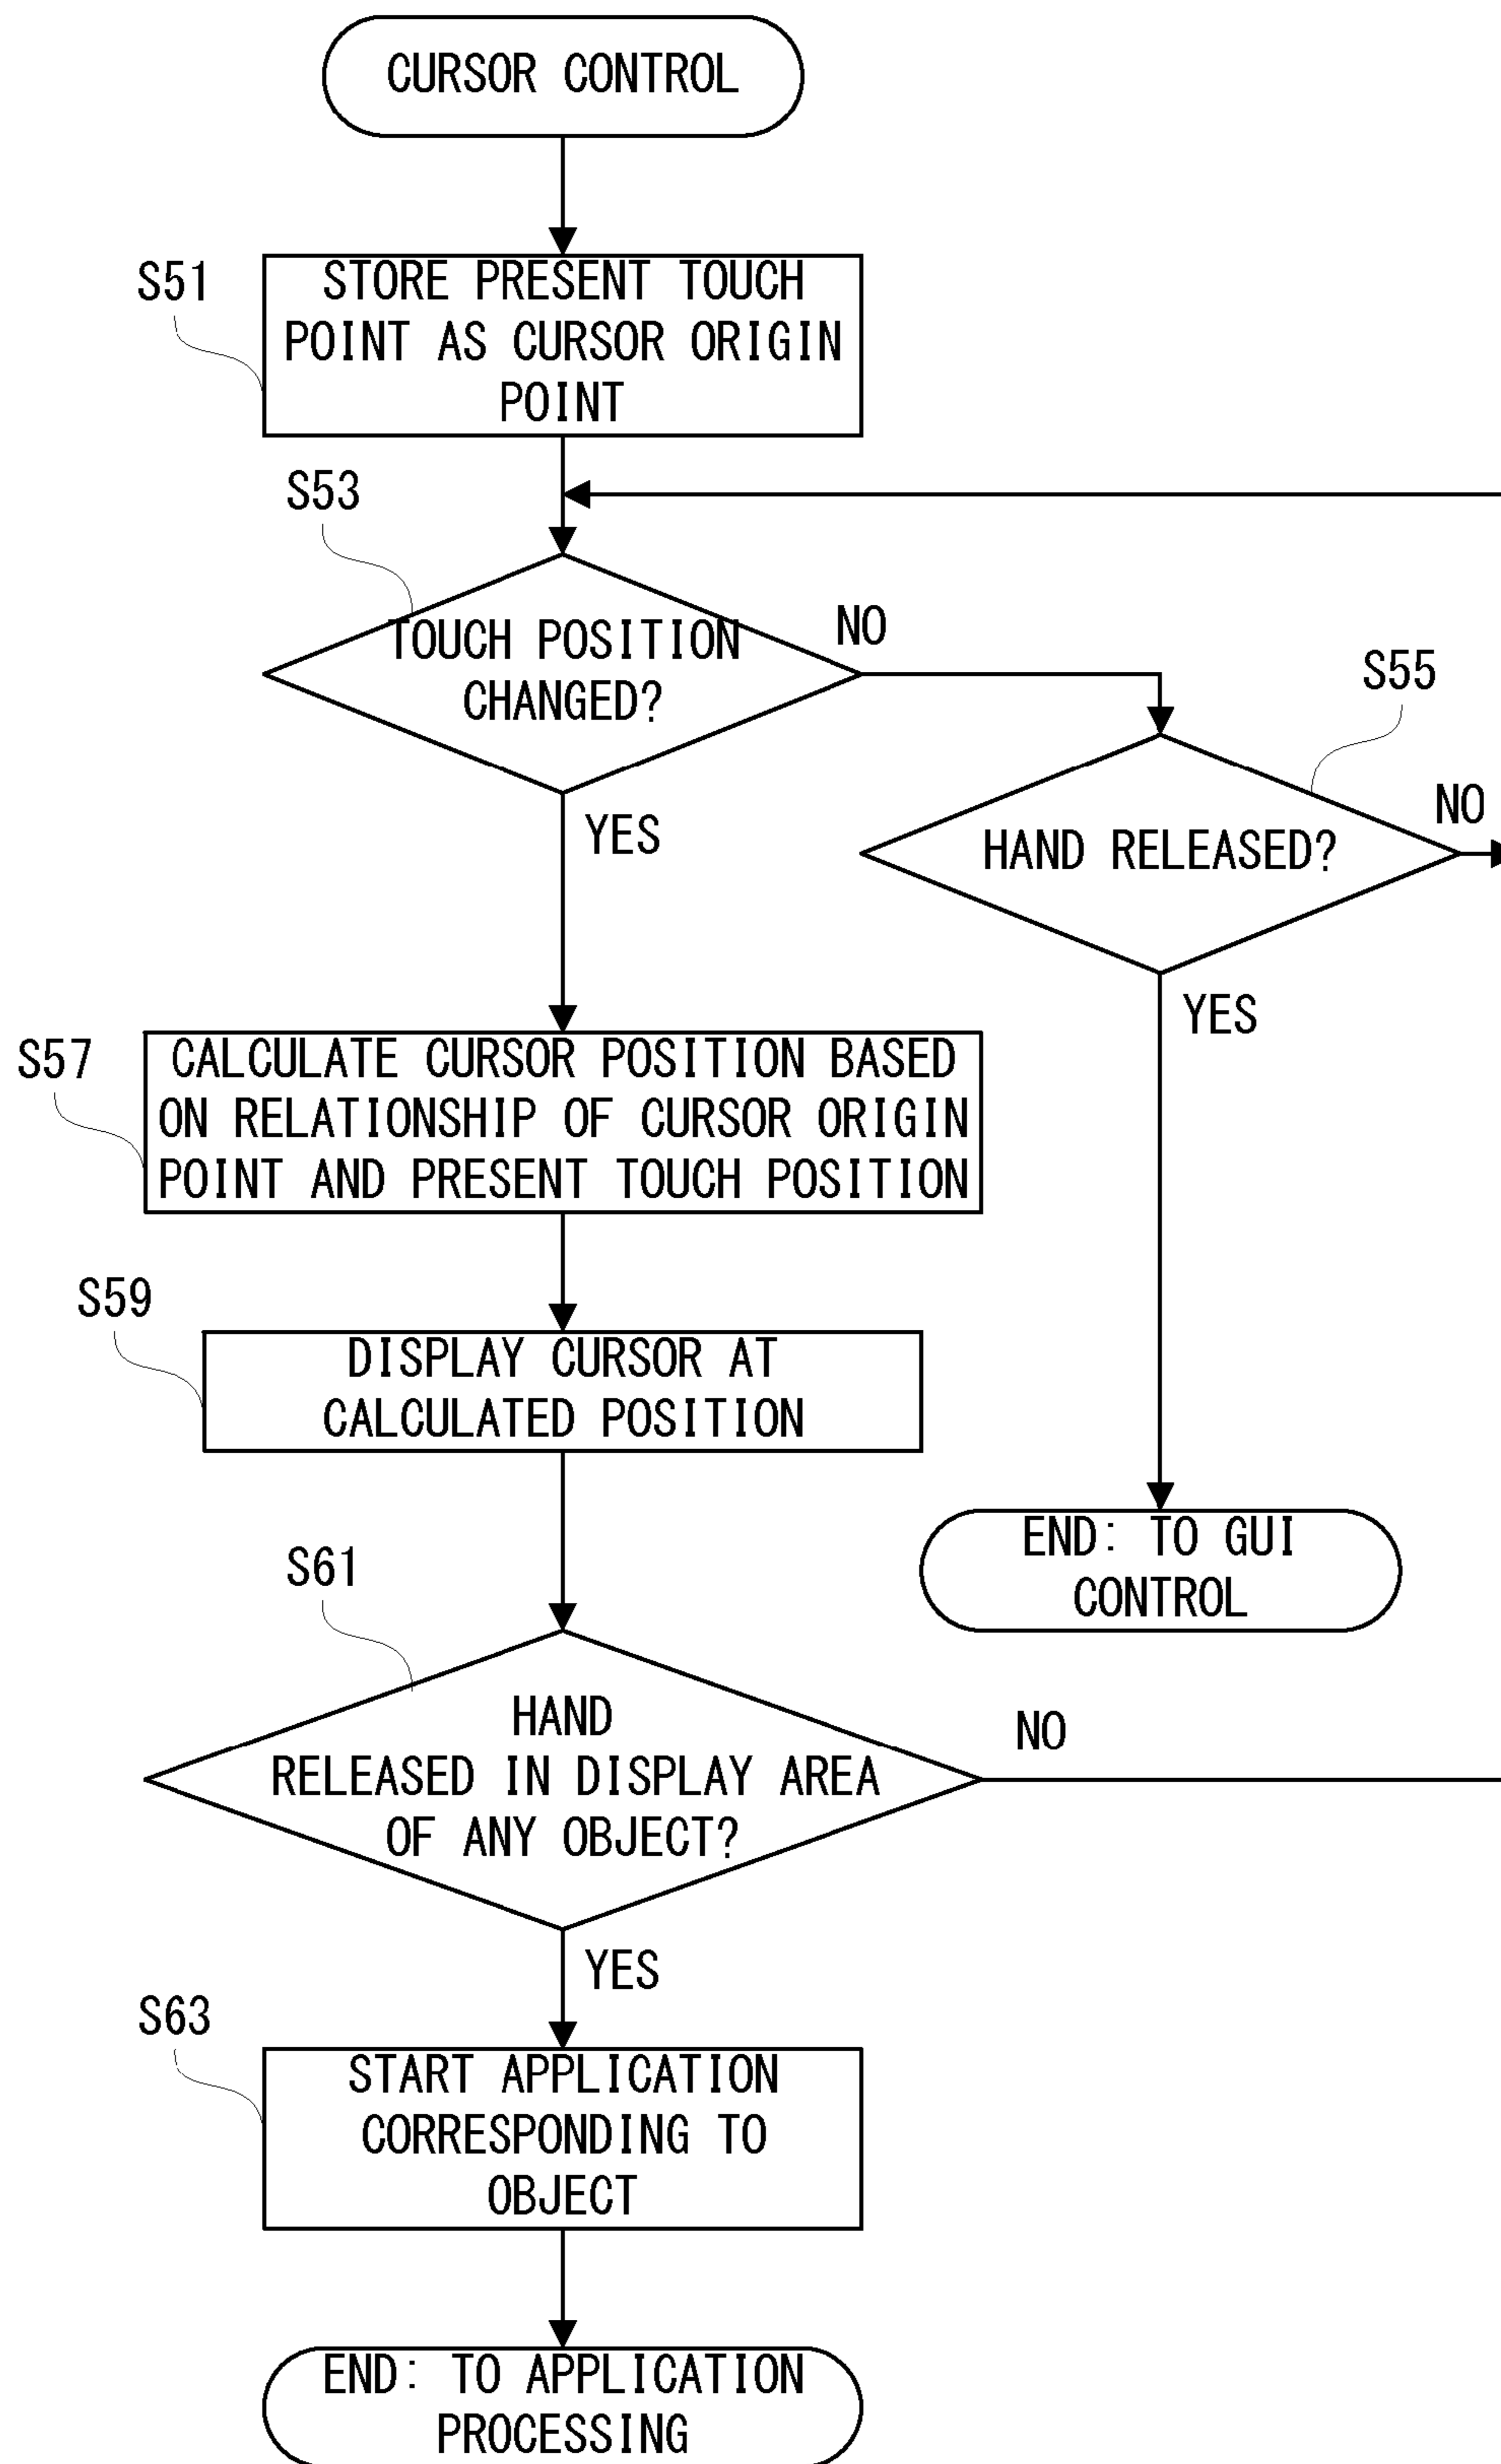 CURSOR CONTROL
S51
STORE PRESENT TOUCH
POINT AS CURSOR ORIGIN
POINT
S53
TOUCH POSITION
CHANGED?
NO
YES
S55
HAND RELEASED?
NO
YES
S57
CALCULATE CURSOR POSITION BASED
ON RELATIONSHIP OF CURSOR ORIGIN
POINT AND PRESENT TOUCH POSITION
S59
DISPLAY CURSOR AT
CALCULATED POSITION
END: TO GUI
CONTROL
S61
HAND
RELEASED IN DISPLAY AREA
OF ANY OBJECT?
NO
YES
S63
START APPLICATION
CORRESPONDING TO
OBJECT
END: TO APPLICATION
PROCESSING